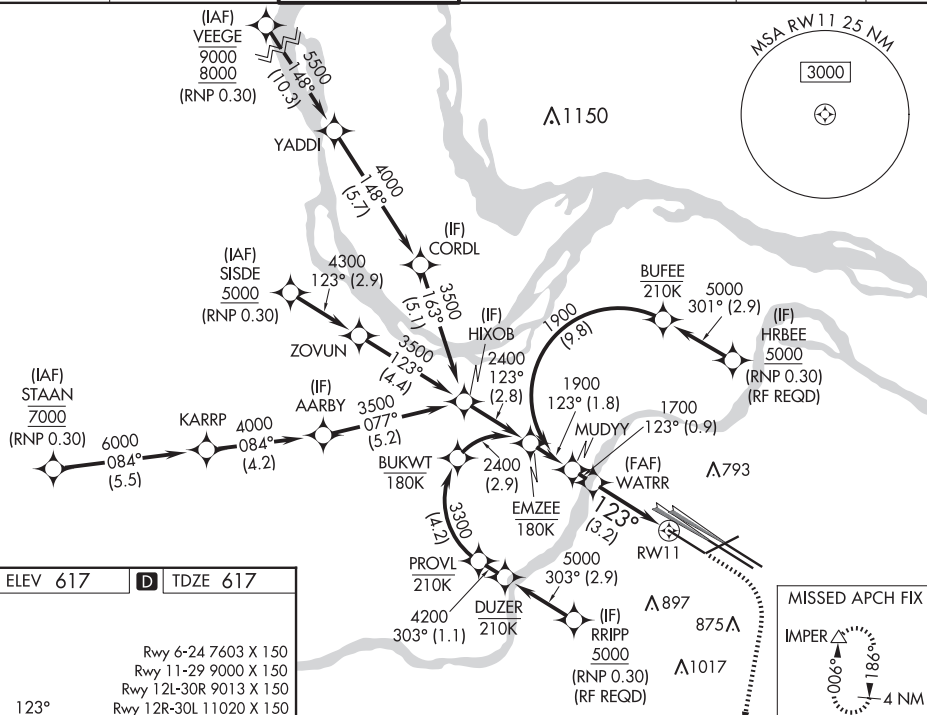 (IAF)
VEEGE
9000
8000
(RNP 0.30)
5500
148°
(10.3)
YADDI
4000
148°
(5.7)
(IF)
CORDL
3500
163°
(5.1)
MSA RW11 25 NM
3000
1150
(IAF)
SISDE
5000
(RNP 0.30)
4300
123° (2.9)
ZOVUN
3500
123°
(4.4)
(IF)
HIXOB
2400
123°
(2.8)
BUFEE
210K
5000
301° (2.9)
(IF)
HRBEE
5000
(RNP 0.30)
(RF REQD)
1900
(9.8)
(IAF)
STAAN
7000
(RNP 0.30)
6000
084°
(5.5)
KARRP
4000
084°
(4.2)
(IF)
AARBY
3500
077°
(5.2)
1900
123° (1.8)
MUDYY
1700
123° (0.9)
(FAF)
WATRR
793
BUKWT
180K
2400
(2.9)
EMZEE
180K
123°
(3.2)
RW11
3300
(4.2)
PROVL
210K
4200
303° (1.1)
DUZER
210K
5000
303° (2.9)
(IF)
RRIPP
5000
(RNP 0.30)
(RF REQD)
897
875
1017
ELEV 617 D TDZE 617
Rwy 6-24 7603 X 150
Rwy 11-29 9000 X 150
Rwy 12L-30R 9013 X 150
123° Rwy 12R-30L 11020 X 150
MISSED APCH FIX
IMPER
006°
186°
4 NM